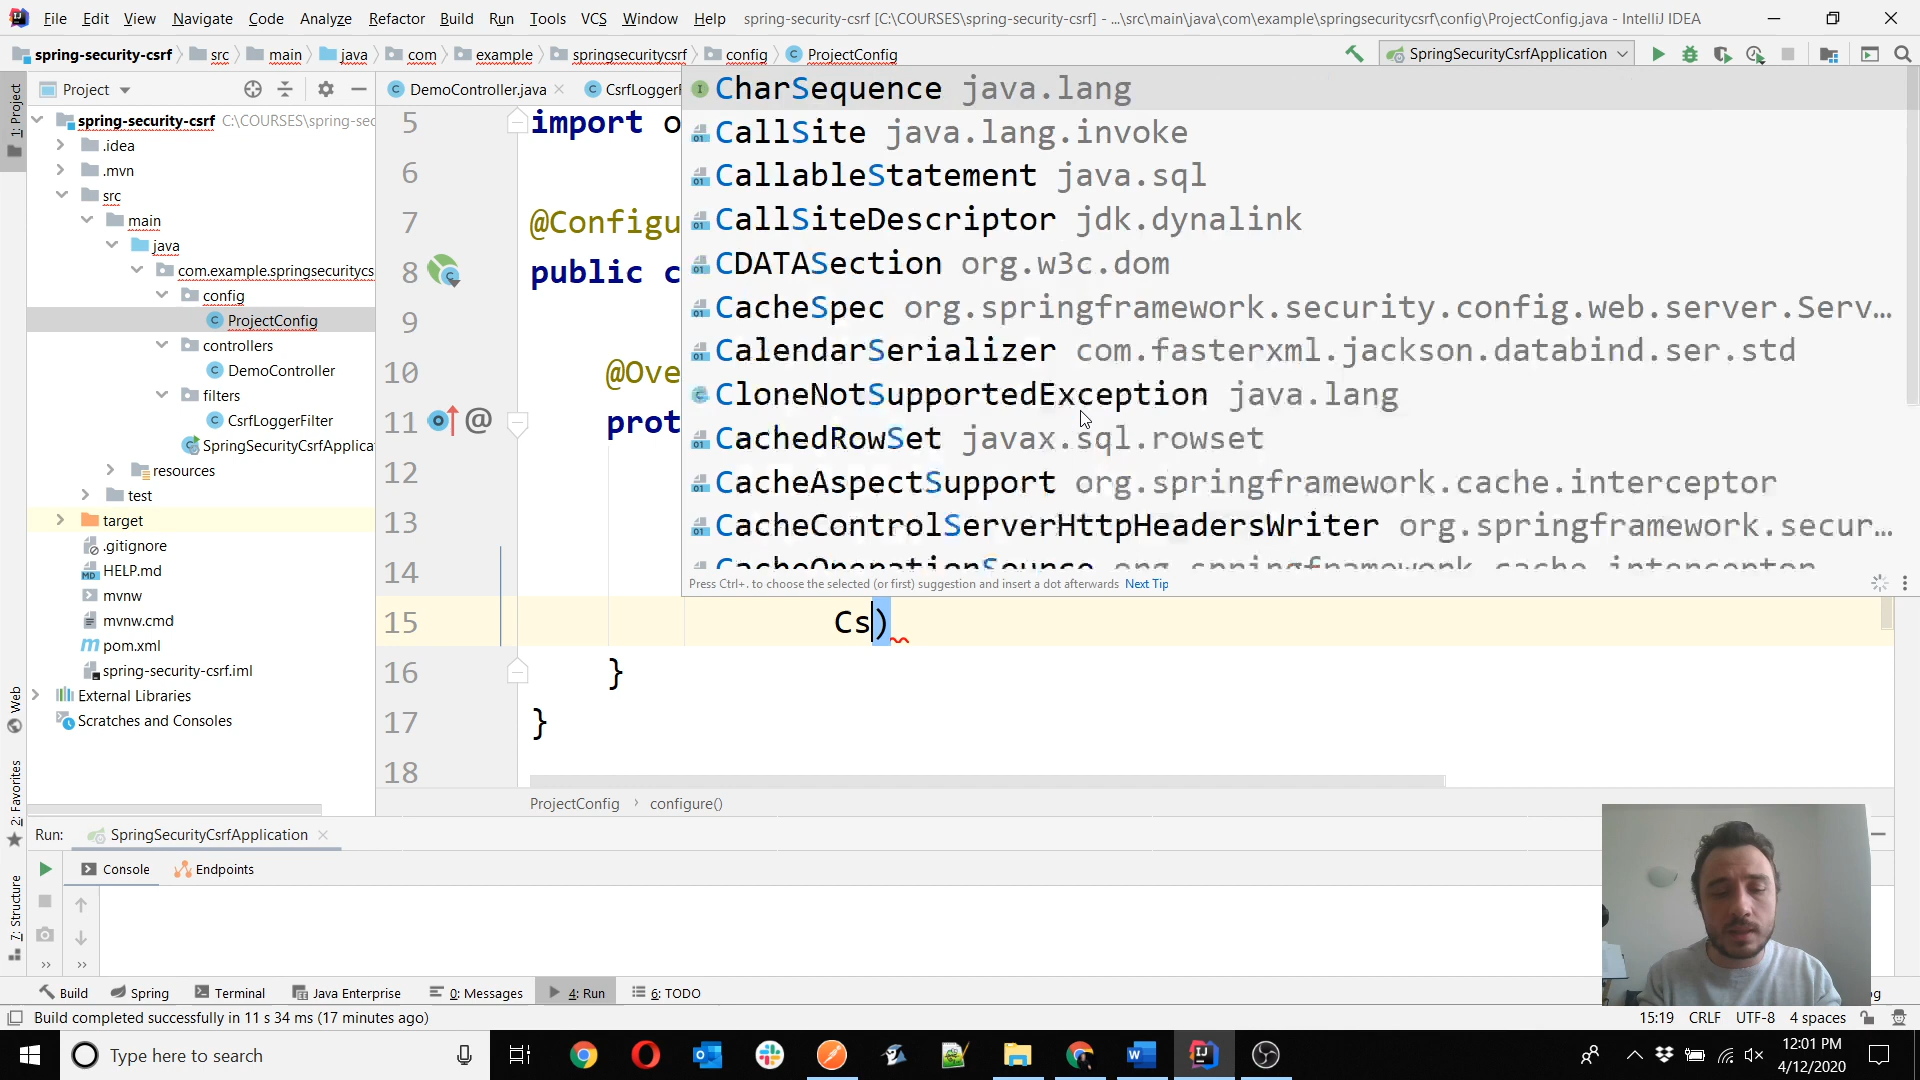 File Edit View Navigate Code Analyze Refactor Build Run Tools VCS Window Help spring-security-csrf [C:\COURSES\spring-security-csrf] - ...\src\main\java\com\example\springsecuritycsrf\config\ProjectConfig.java - IntelliJ IDEA
spring-security-csrf src main java com example springsecuritycsrf config ProjectConfig SpringSecurityCsrfApplication
1: Project
Project
DemoController.java
spring-security-csrf C:\COURSES\spring-sec
.idea
.mvn
src
main
java
com.example.springsecuritycs
config
ProjectConfig
controllers
DemoController
filters
CsrfLoggerFilter
SpringSecurityCsrfApplica
resources
test
target
.gitignore
HELP.md
mvnw
mvnw.cmd
pom.xml
spring-security-csrf.iml
External Libraries
Scratches and Consoles
CsrfLoggerF
5 import o
6
7 @Configu
8 public c
9
10 @Ove
11 prot
12
13
14
15 Cs)
16 }
17 }
18
CharSequence java.lang
CallSite java.lang.invoke
CallableStatement java.sql
CallSiteDescriptor jdk.dynalink
CDATASection org.w3c.dom
CacheSpec org.springframework.security.config.web.server.Serv...
CalendarSerializer com.fasterxml.jackson.databind.ser.std
CloneNotSupportedException java.lang
CachedRowSet javax.sql.rowset
CacheAspectSupport org.springframework.cache.interceptor
CacheControlServerHttpHeadersWriter org.springframework.secur...
CacheOperationSource org.springframework.cache.interceptor
Press Ctrl+. to choose the selected (or first) suggestion and insert a dot afterwards Next Tip
ProjectConfig › configure()
Web
2: Favorites
7: Structure
Run: SpringSecurityCsrfApplication
Console Endpoints
Build Spring Terminal Java Enterprise 0: Messages 4: Run 6: TODO
Build completed successfully in 11 s 34 ms (17 minutes ago) 15:19 CRLF UTF-8 4 spaces
Type here to search
12:01 PM
4/12/2020